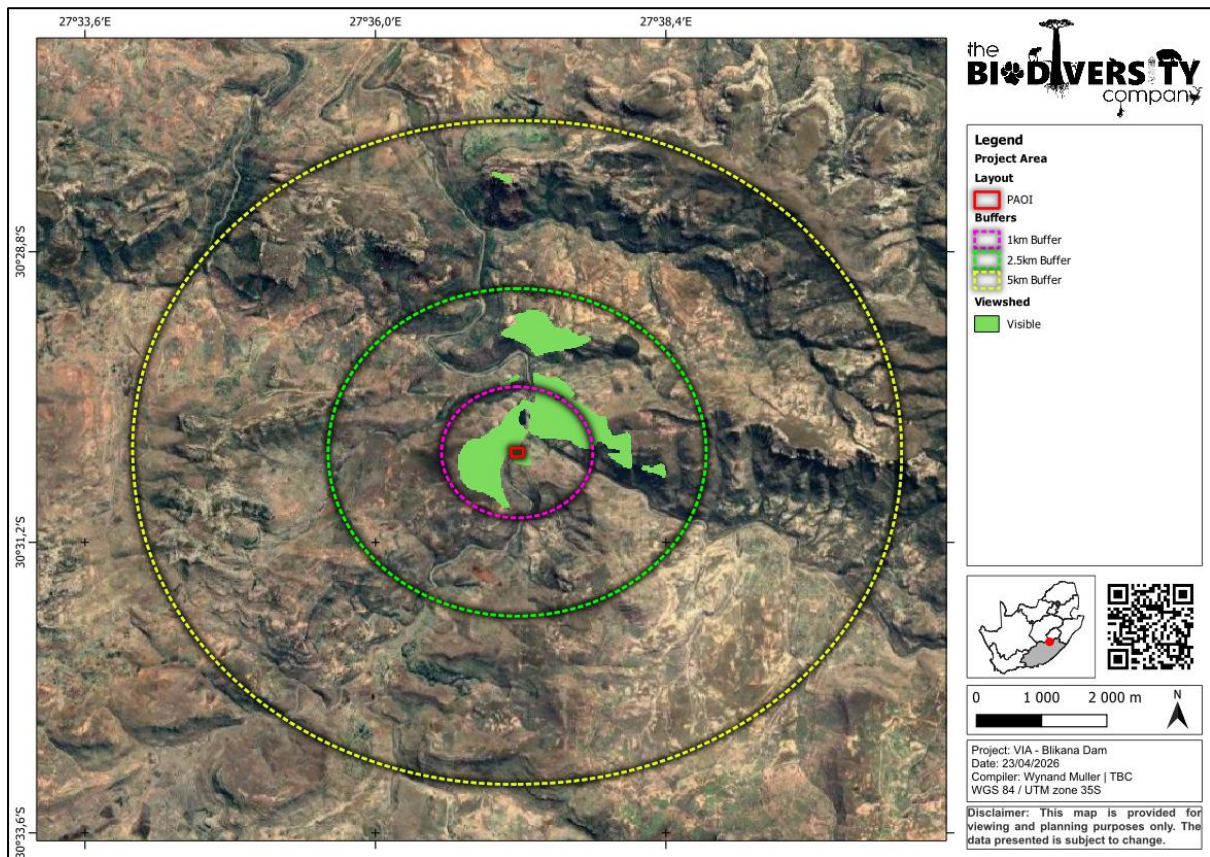 27°33,6'E
27°36,0'E
27°38,4'E
30°28,8'S
30°31,2'S
30°33,6'S
the
BIODIVERSITY
company
Legend
Project Area
Layout
PAOI
Buffers
1km Buffer
2.5km Buffer
5km Buffer
Viewshed
Visible
0 1 000 2 000 m
N
Project: VIA - Blikana Dam
Date: 23/04/2026
Compiler: Wynand Muller | TBC
WGS 84 / UTM zone 35S
Disclaimer: This map is provided for
viewing and planning purposes only. The
data presented is subject to change.